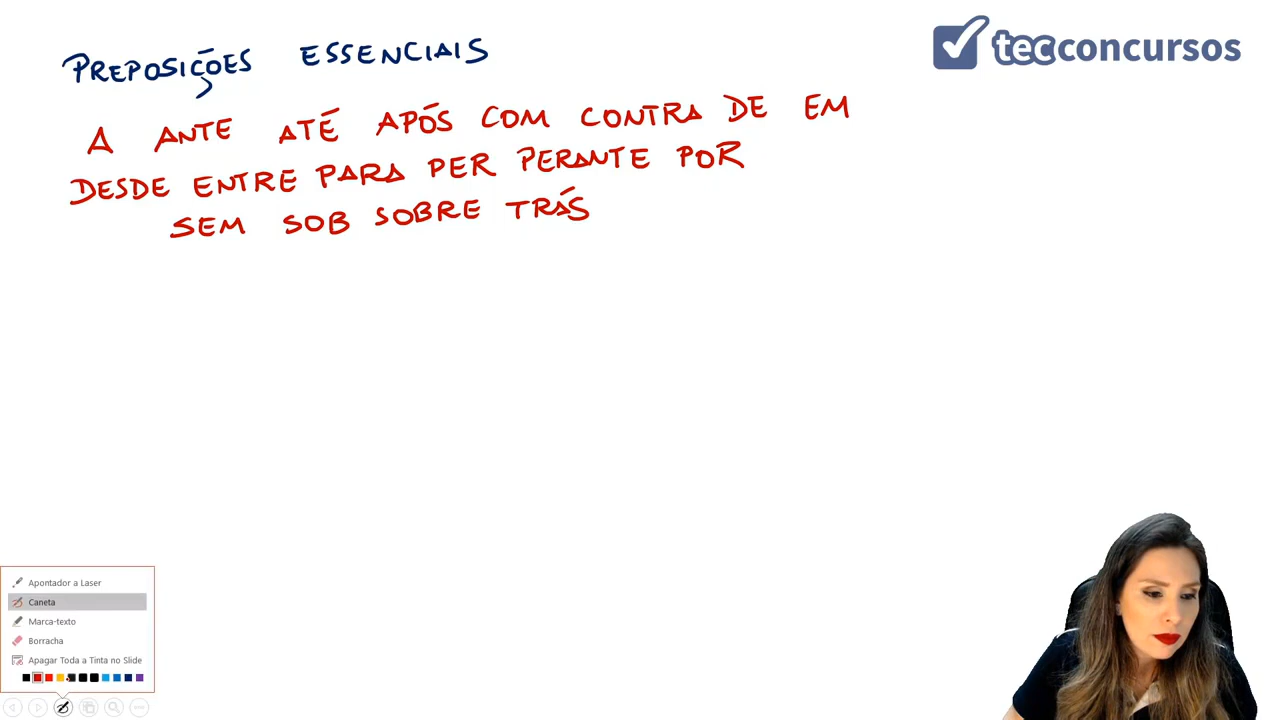 PREPOSIÇÕES ESSENCIAIS
tecconcursos
A ANTE ATÉ APÓS COM CONTRA DE EM
DESDE ENTRE PARA PER PERANTE POR
SEM SOB SOBRE TRÁS
Apontador a Laser
Caneta
Marca-texto
Borracha
Apagar Toda a Tinta no Slide